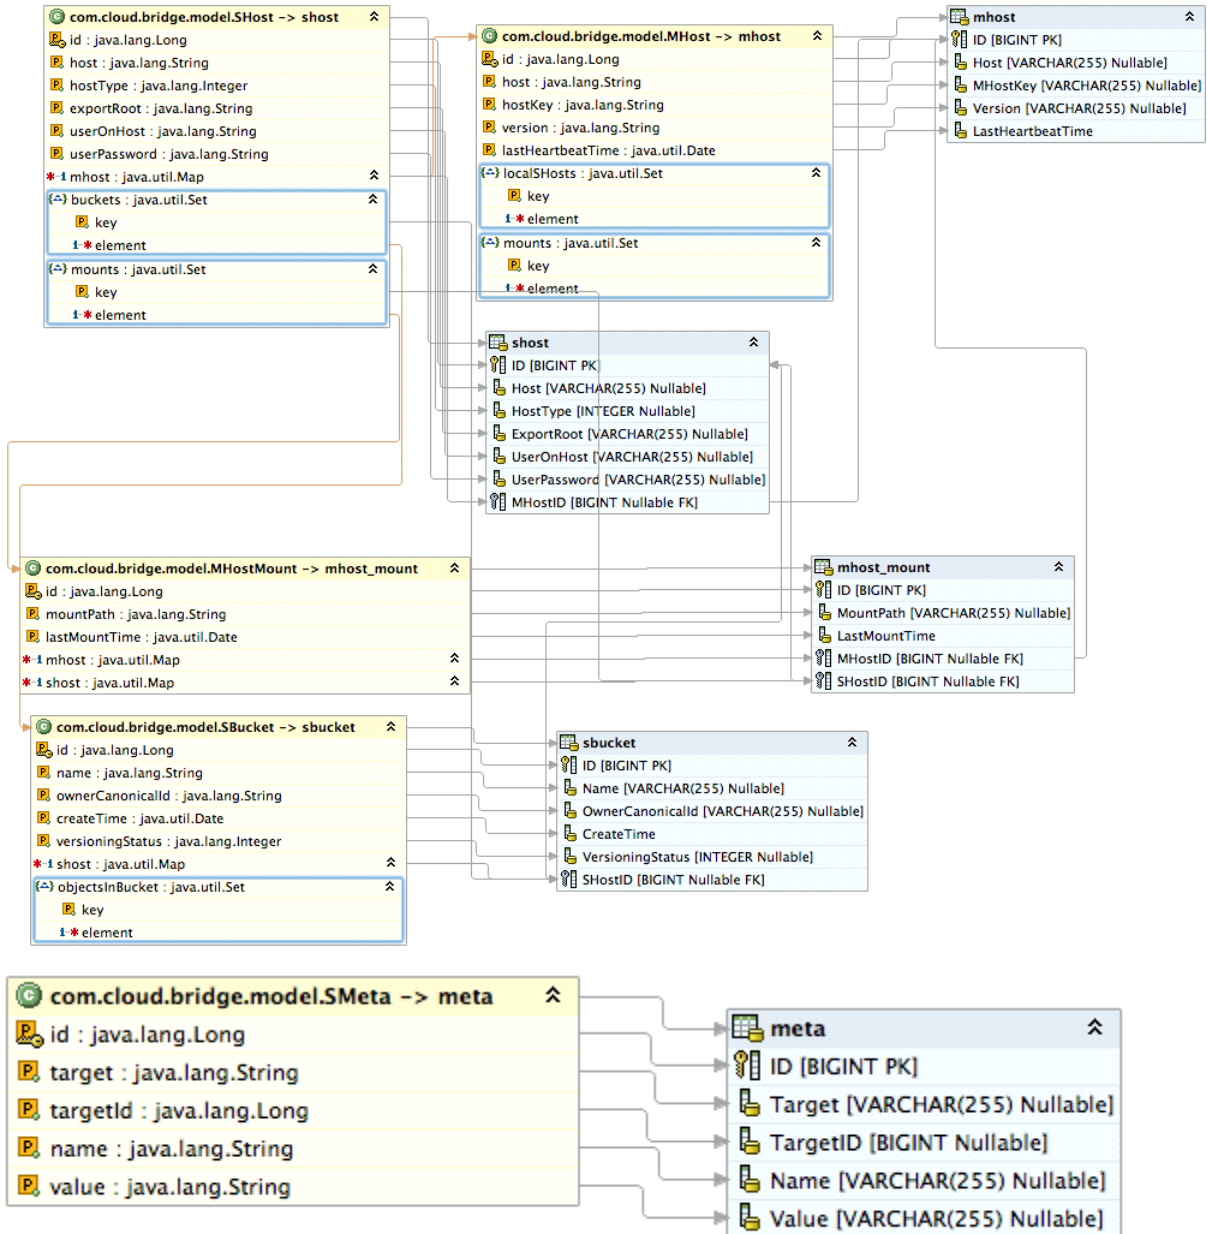 com.cloud.bridge.model.SHost -> shost
id : java.lang.Long
host : java.lang.String
hostType : java.lang.Integer
exportRoot : java.lang.String
userOnHost : java.lang.String
userPassword : java.lang.String
*-1 mhost : java.util.Map
{} buckets : java.util.Set
key
1-* element
{} mounts : java.util.Set
key
1-* element
com.cloud.bridge.model.MHost -> mhost
id : java.lang.Long
host : java.lang.String
hostKey : java.lang.String
version : java.lang.String
lastHeartbeatTime : java.util.Date
{} localSHosts : java.util.Set
key
1-* element
{} mounts : java.util.Set
key
1-* element
mhost
ID [BIGINT PK]
Host [VARCHAR(255) Nullable]
MHostKey [VARCHAR(255) Nullable]
Version [VARCHAR(255) Nullable]
LastHeartbeatTime
shost
ID [BIGINT PK]
Host [VARCHAR(255) Nullable]
HostType [INTEGER Nullable]
ExportRoot [VARCHAR(255) Nullable]
UserOnHost [VARCHAR(255) Nullable]
UserPassword [VARCHAR(255) Nullable]
MHostID [BIGINT Nullable FK]
com.cloud.bridge.model.MHostMount -> mhost_mount
id : java.lang.Long
mountPath : java.lang.String
lastMountTime : java.util.Date
*-1 mhost : java.util.Map
*-1 shost : java.util.Map
mhost_mount
ID [BIGINT PK]
MountPath [VARCHAR(255) Nullable]
LastMountTime
MHostID [BIGINT Nullable FK]
SHostID [BIGINT Nullable FK]
com.cloud.bridge.model.SBucket -> sbucket
id : java.lang.Long
name : java.lang.String
ownerCanonicalId : java.lang.String
createTime : java.util.Date
versioningStatus : java.lang.Integer
*-1 shost : java.util.Map
{} objectsInBucket : java.util.Set
key
1-* element
sbucket
ID [BIGINT PK]
Name [VARCHAR(255) Nullable]
OwnerCanonicalId [VARCHAR(255) Nullable]
CreateTime
VersioningStatus [INTEGER Nullable]
SHostID [BIGINT Nullable FK]
com.cloud.bridge.model.SMeta -> meta
id : java.lang.Long
target : java.lang.String
targetId : java.lang.Long
name : java.lang.String
value : java.lang.String
meta
ID [BIGINT PK]
Target [VARCHAR(255) Nullable]
TargetID [BIGINT Nullable]
Name [VARCHAR(255) Nullable]
Value [VARCHAR(255) Nullable]